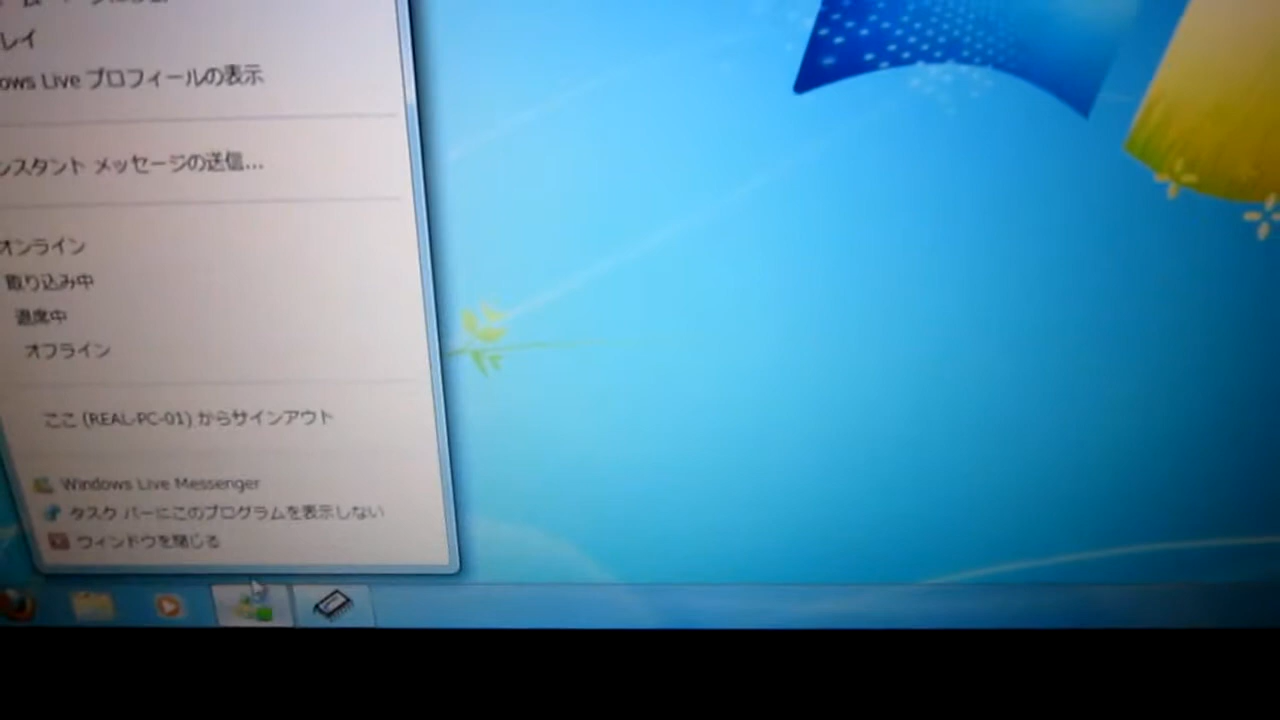 レイ
ows Live プロフィールの表示
ンスタント メッセージの送信...
オンライン
取り込み中
退席中
オフライン
ここ (REAL-PC-01) からサインアウト
Windows Live Messenger
タスク バーにこのプログラムを表示しない
ウィンドウを閉じる